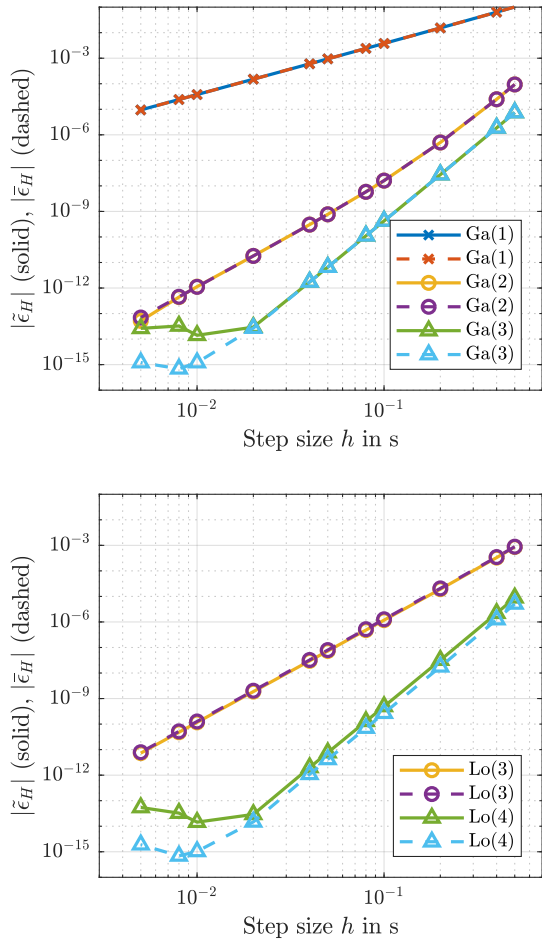 10^{-3}
10^{-6}
10^{-9}
10^{-12}
10^{-15}
|ε̃_H| (solid), |ε̄_H| (dashed)
Ga(1)
Ga(1)
Ga(2)
Ga(2)
Ga(3)
Ga(3)
10^{-2}
10^{-1}
Step size h in s
10^{-3}
10^{-6}
10^{-9}
10^{-12}
10^{-15}
|ε̃_H| (solid), |ε̄_H| (dashed)
Lo(3)
Lo(3)
Lo(4)
Lo(4)
10^{-2}
10^{-1}
Step size h in s